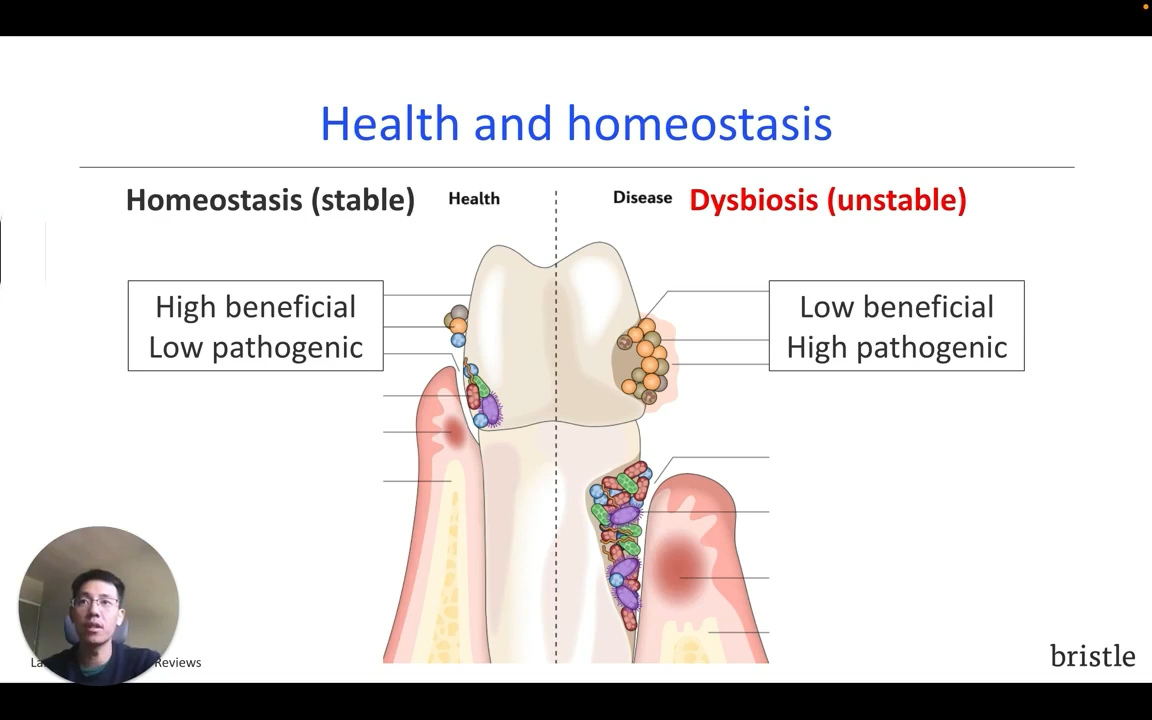 Health and homeostasis
Homeostasis (stable)
Health
Disease
Dysbiosis (unstable)
High beneficial
Low pathogenic
Low beneficial
High pathogenic
Reviews
bristle